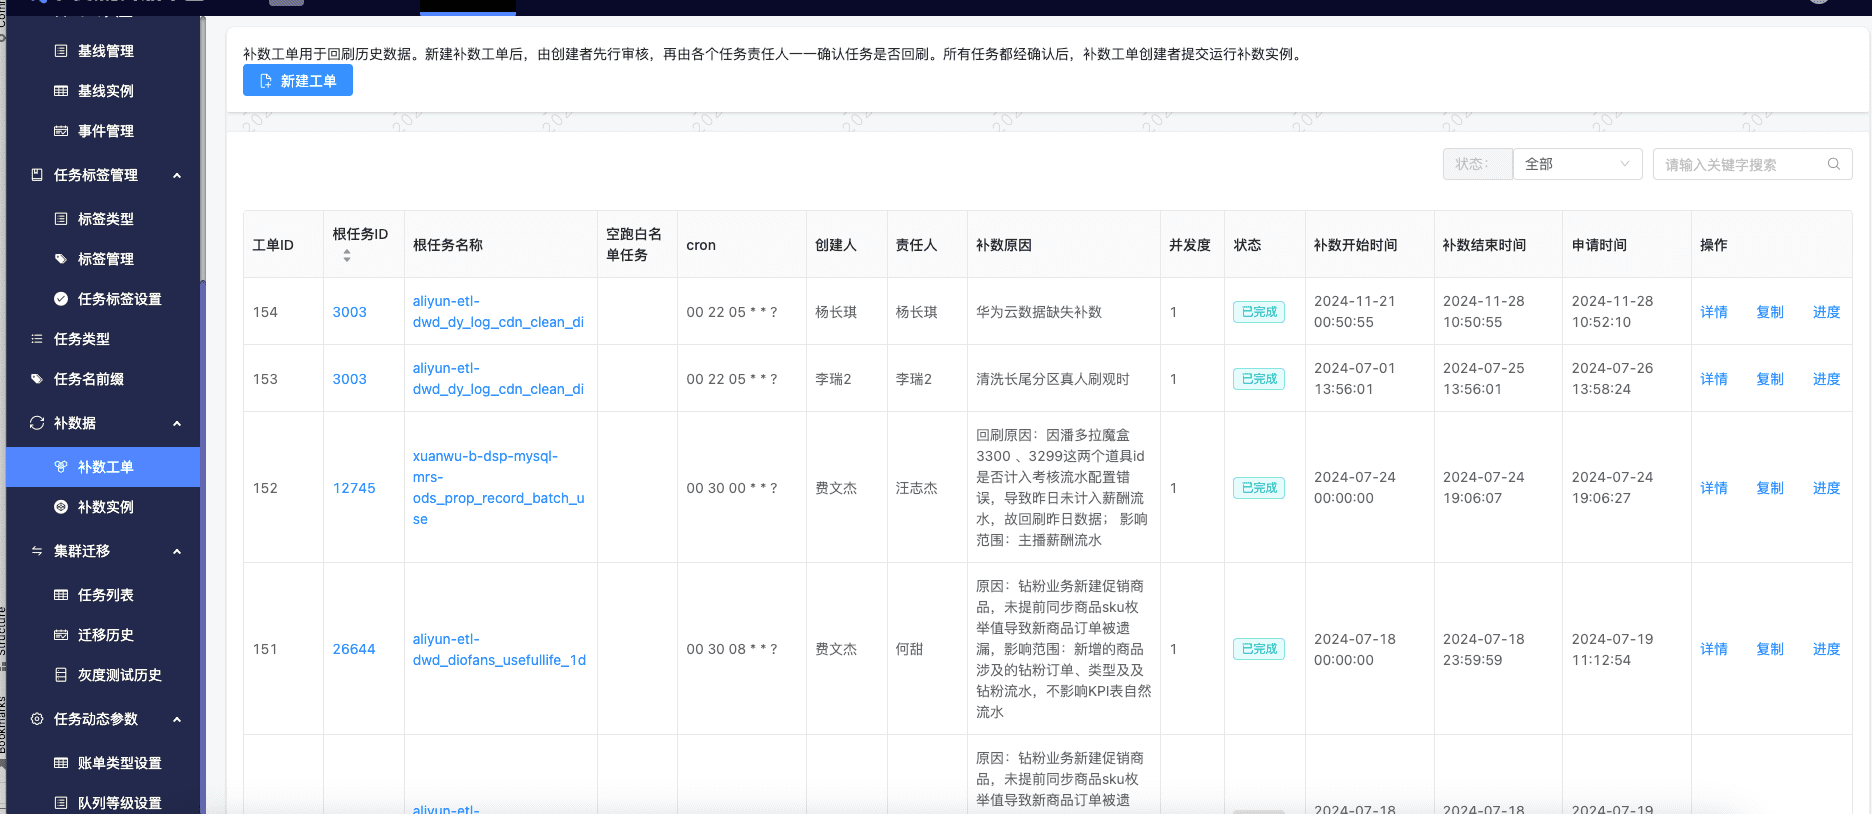 基线管理
基线实例
事件管理
任务标签管理
标签类型
标签管理
任务标签设置
任务类型
任务名前缀
补数据
补数工单
补数实例
集群迁移
任务列表
迁移历史
灰度测试历史
任务动态参数
账单类型设置
队列等级设置
Structure
Bookmarks
补数工单用于回刷历史数据。新建补数工单后，由创建者先行审核，再由各个任务责任人一一确认任务是否回刷。所有任务都经确认后，补数工单创建者提交运行补数实例。
新建工单
状态： 全部 请输入关键字搜索
工单ID 根任务ID 根任务名称 空跑白名单任务 cron 创建人 责任人 补数原因 并发度 状态 补数开始时间 补数结束时间 申请时间 操作
154 3003 aliyun-etl-dwd_dy_log_cdn_clean_di 00 22 05 * * ? 杨长琪 杨长琪 华为云数据缺失补数 1 已完成 2024-11-21 00:50:55 2024-11-28 10:50:55 2024-11-28 10:52:10 详情 复制 进度
153 3003 aliyun-etl-dwd_dy_log_cdn_clean_di 00 22 05 * * ? 李瑞2 李瑞2 清洗长尾分区真人刷观时 1 已完成 2024-07-01 13:56:01 2024-07-25 13:56:01 2024-07-26 13:58:24 详情 复制 进度
152 12745 xuanwu-b-dsp-mysql-mrs-ods_prop_record_batch_use 00 30 00 * * ? 费文杰 汪志杰 回刷原因：因潘多拉魔盒3300 、3299这两个道具id是否计入考核流水配置错误，导致昨日未计入薪酬流水，故回刷昨日数据； 影响范围：主播薪酬流水 1 已完成 2024-07-24 00:00:00 2024-07-24 19:06:07 2024-07-24 19:06:27 详情 复制 进度
151 26644 aliyun-etl-dwd_diofans_usefullife_1d 00 30 08 * * ? 费文杰 何甜 原因：钻粉业务新建促销商品，未提前同步商品sku枚举值导致新商品订单被遗漏，影响范围：新增的商品涉及的钻粉订单、类型及及钻粉流水，不影响KPI表自然流水 1 已完成 2024-07-18 00:00:00 2024-07-18 23:59:59 2024-07-19 11:12:54 详情 复制 进度
aliyun-etl- 原因：钻粉业务新建促销商品，未提前同步商品sku枚举值导致新商品订单被遗 2024-07-18 2024-07-18 2024-07-19